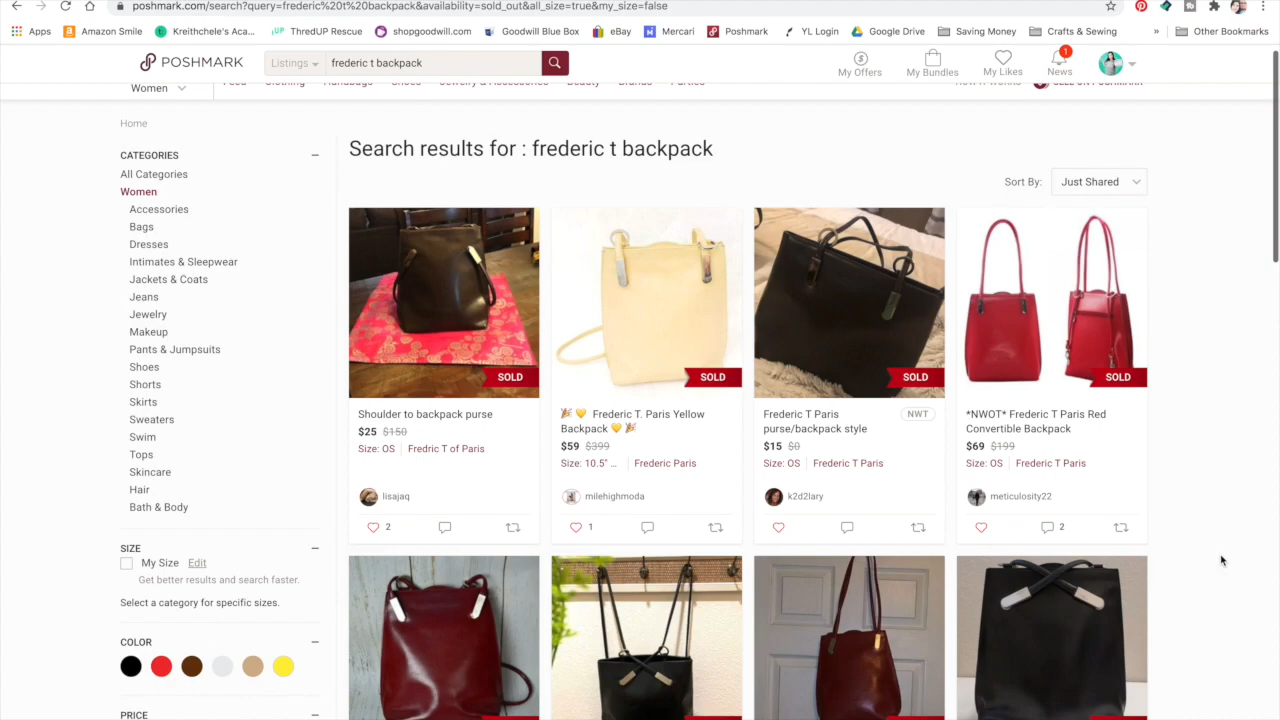 poshmark.com/search?query=frederic%20t%20backpack&availability=sold_out&all_size=true&my_size=false
Apps Amazon Smile Kreithchele's Aca... ThredUP Rescue shopgoodwill.com Goodwill Blue Box eBay Mercari Poshmark YL Login Google Drive Saving Money Crafts & Sewing » Other Bookmarks
POSHMARK Listings frederic t backpack My Offers My Bundles My Likes 1 News
Women
Home
Search results for : frederic t backpack
Sort By: Just Shared
CATEGORIES
All Categories
Women
Accessories
Bags
Dresses
Intimates & Sleepwear
Jackets & Coats
Jeans
Jewelry
Makeup
Pants & Jumpsuits
Shoes
Shorts
Skirts
Sweaters
Swim
Tops
Skincare
Hair
Bath & Body
SIZE
My Size Edit
Get better results and search faster.
Select a category for specific sizes.
COLOR
PRICE
SOLD
Shoulder to backpack purse
$25 $150
Size: OS Fredric T of Paris
lisajaq
2
SOLD
🎉 💛 Frederic T. Paris Yellow
Backpack 💛 🎉
$59 $399
Size: 10.5" ... Frederic Paris
milehighmoda
1
SOLD
Frederic T Paris NWT
purse/backpack style
$15 $0
Size: OS Frederic T Paris
k2d2lary
SOLD
*NWOT* Frederic T Paris Red
Convertible Backpack
$69 $199
Size: OS Frederic T Paris
meticulosity22
2